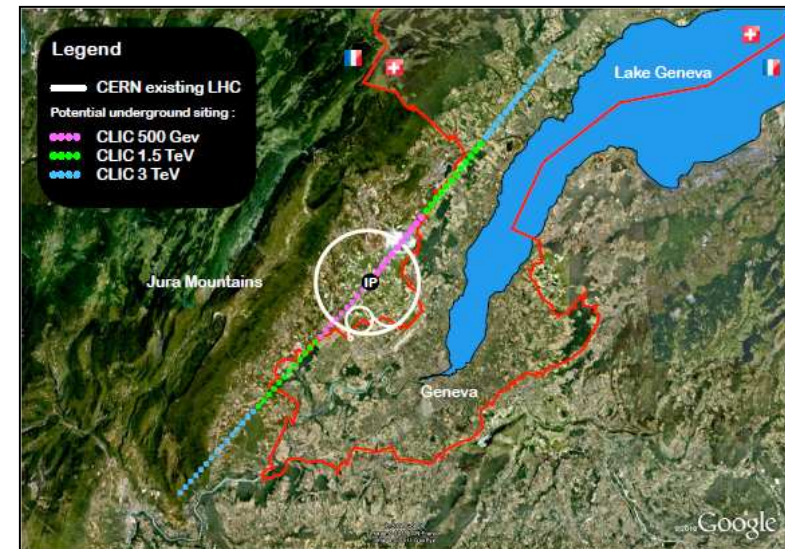 Legend
CERN existing LHC
Potential underground siting :
CLIC 500 Gev
CLIC 1.5 TeV
CLIC 3 TeV
Lake Geneva
Jura Mountains
IP
Geneva
Google